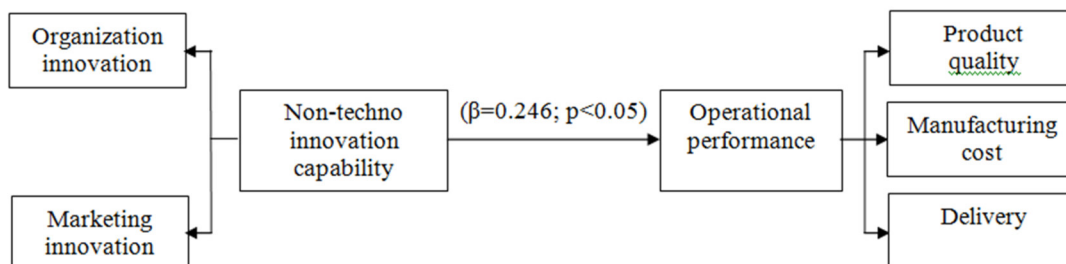 Organization
innovation
Marketing
innovation
Non-techno
innovation
capability
(β=0.246; p<0.05)
Operational
performance
Product
quality
Manufacturing
cost
Delivery